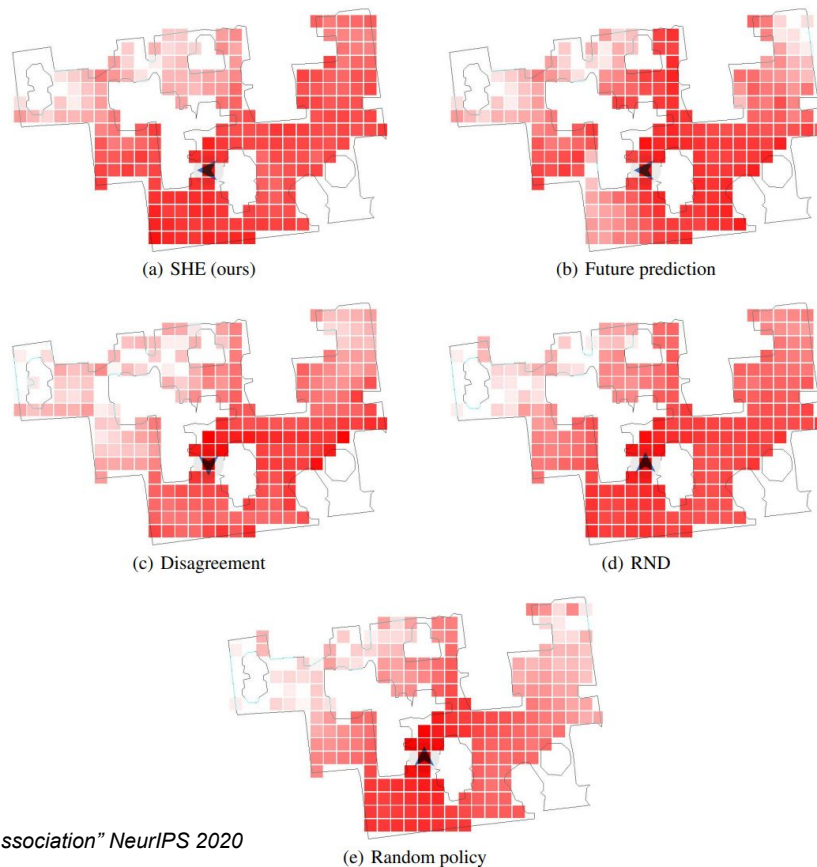 (a) SHE (ours)
(b) Future prediction
(c) Disagreement
(d) RND
ssociation” NeurIPS 2020
(e) Random policy